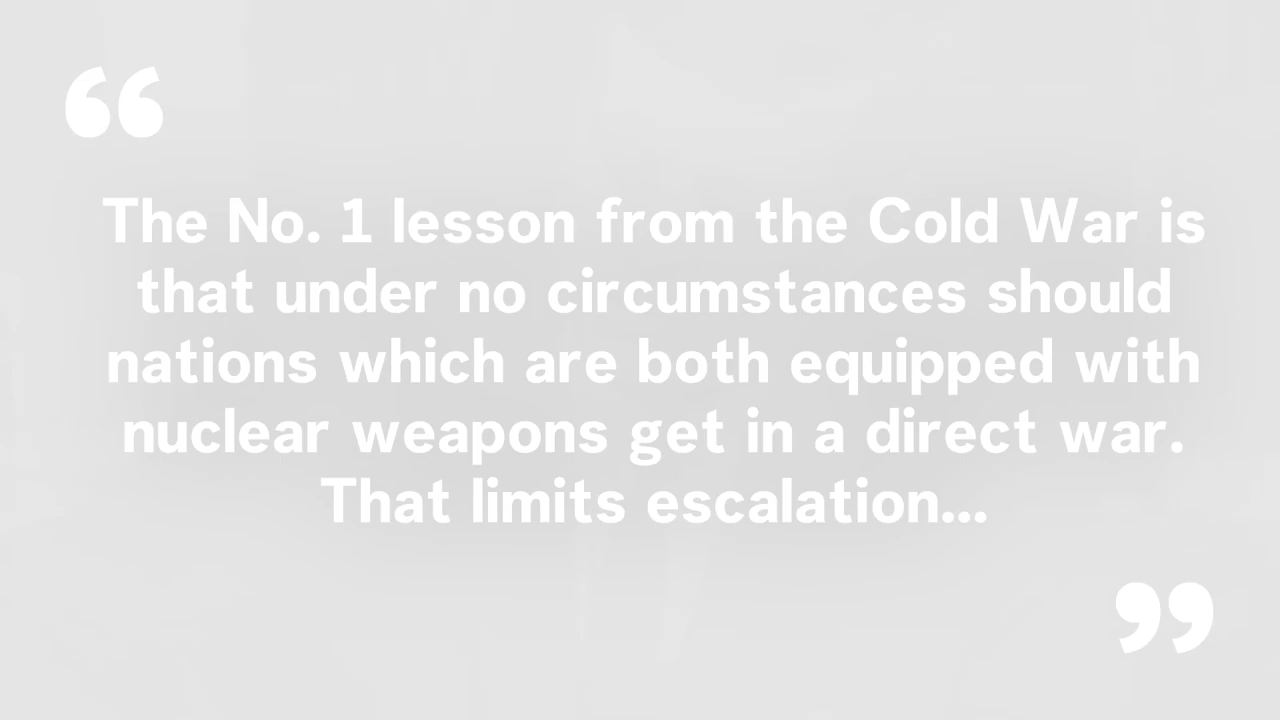 “
The No. 1 lesson from the Cold War is
that under no circumstances should
nations which are both equipped with
nuclear weapons get in a direct war.
That limits escalation...
”